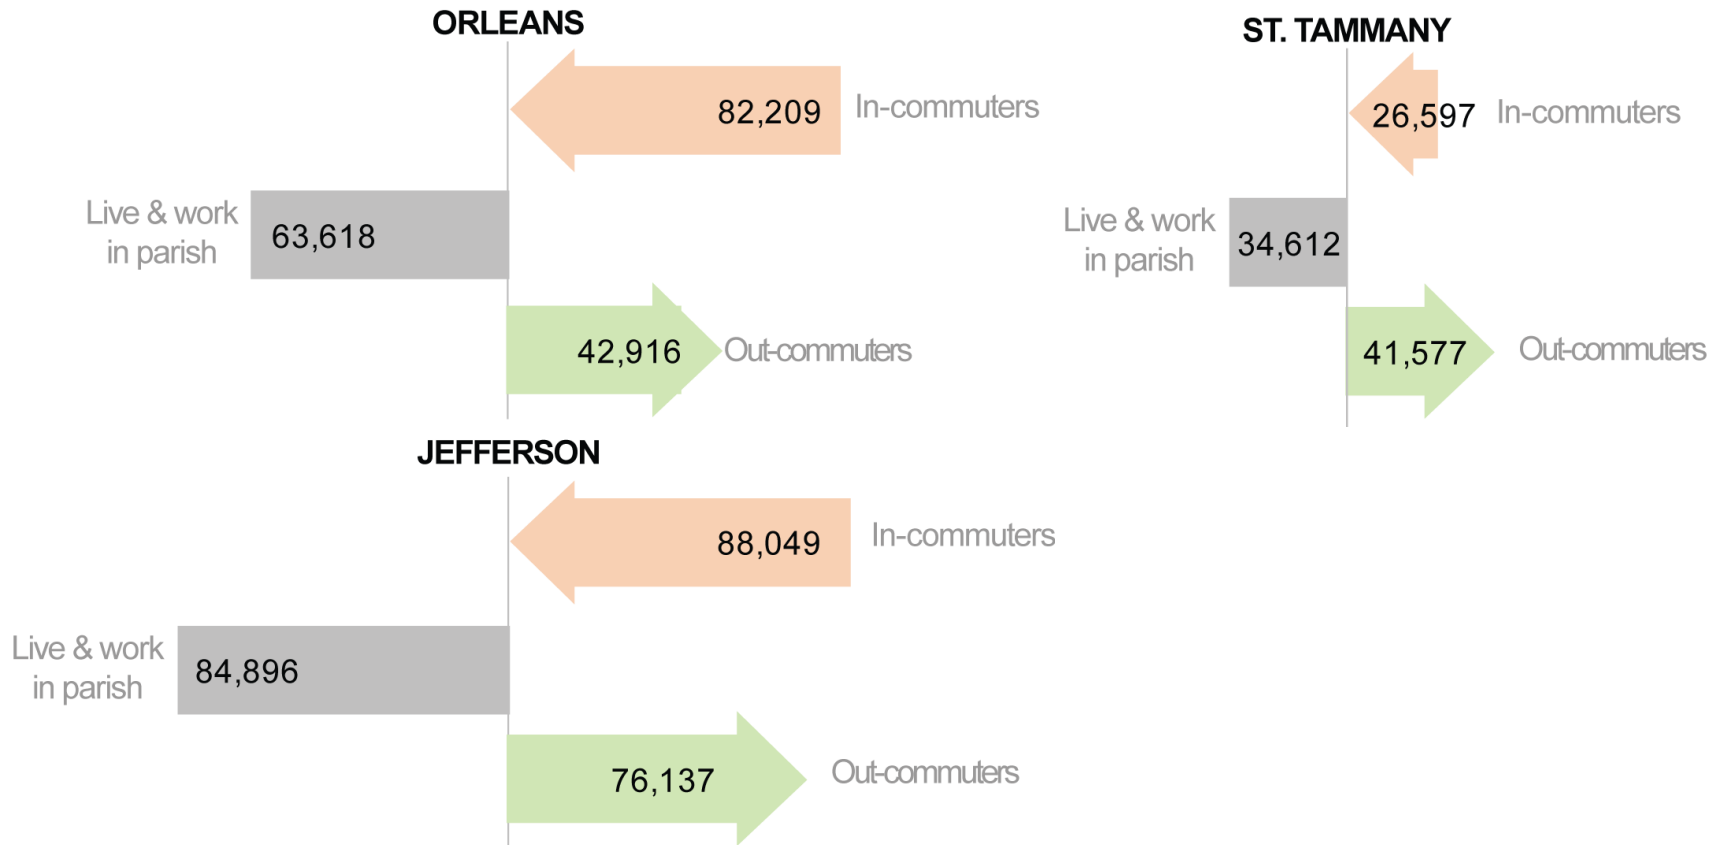 ORLEANS
82,209
In-commuters
Live & work
in parish
63,618
42,916
Out-commuters
ST. TAMMANY
26,597
In-commuters
Live & work
in parish
34,612
41,577
Out-commuters
JEFFERSON
88,049
In-commuters
Live & work
in parish
84,896
76,137
Out-commuters